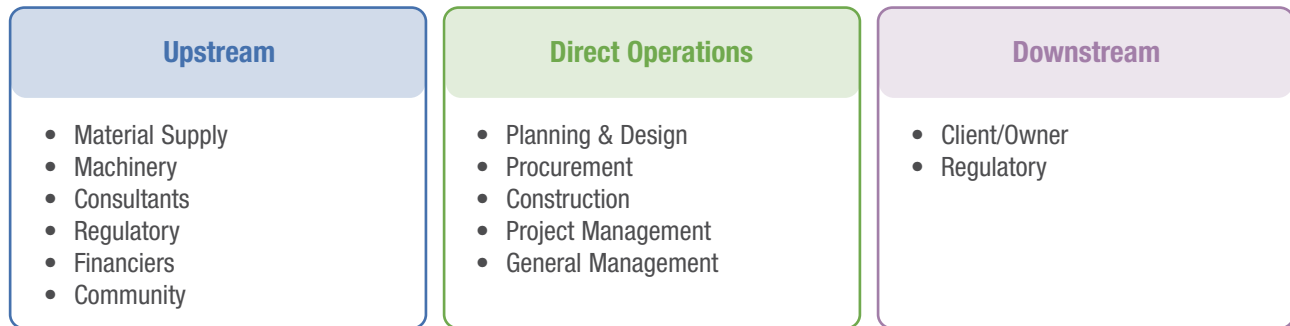 Upstream
• Material Supply
• Machinery
• Consultants
• Regulatory
• Financiers
• Community
Direct Operations
• Planning & Design
• Procurement
• Construction
• Project Management
• General Management
Downstream
• Client/Owner
• Regulatory